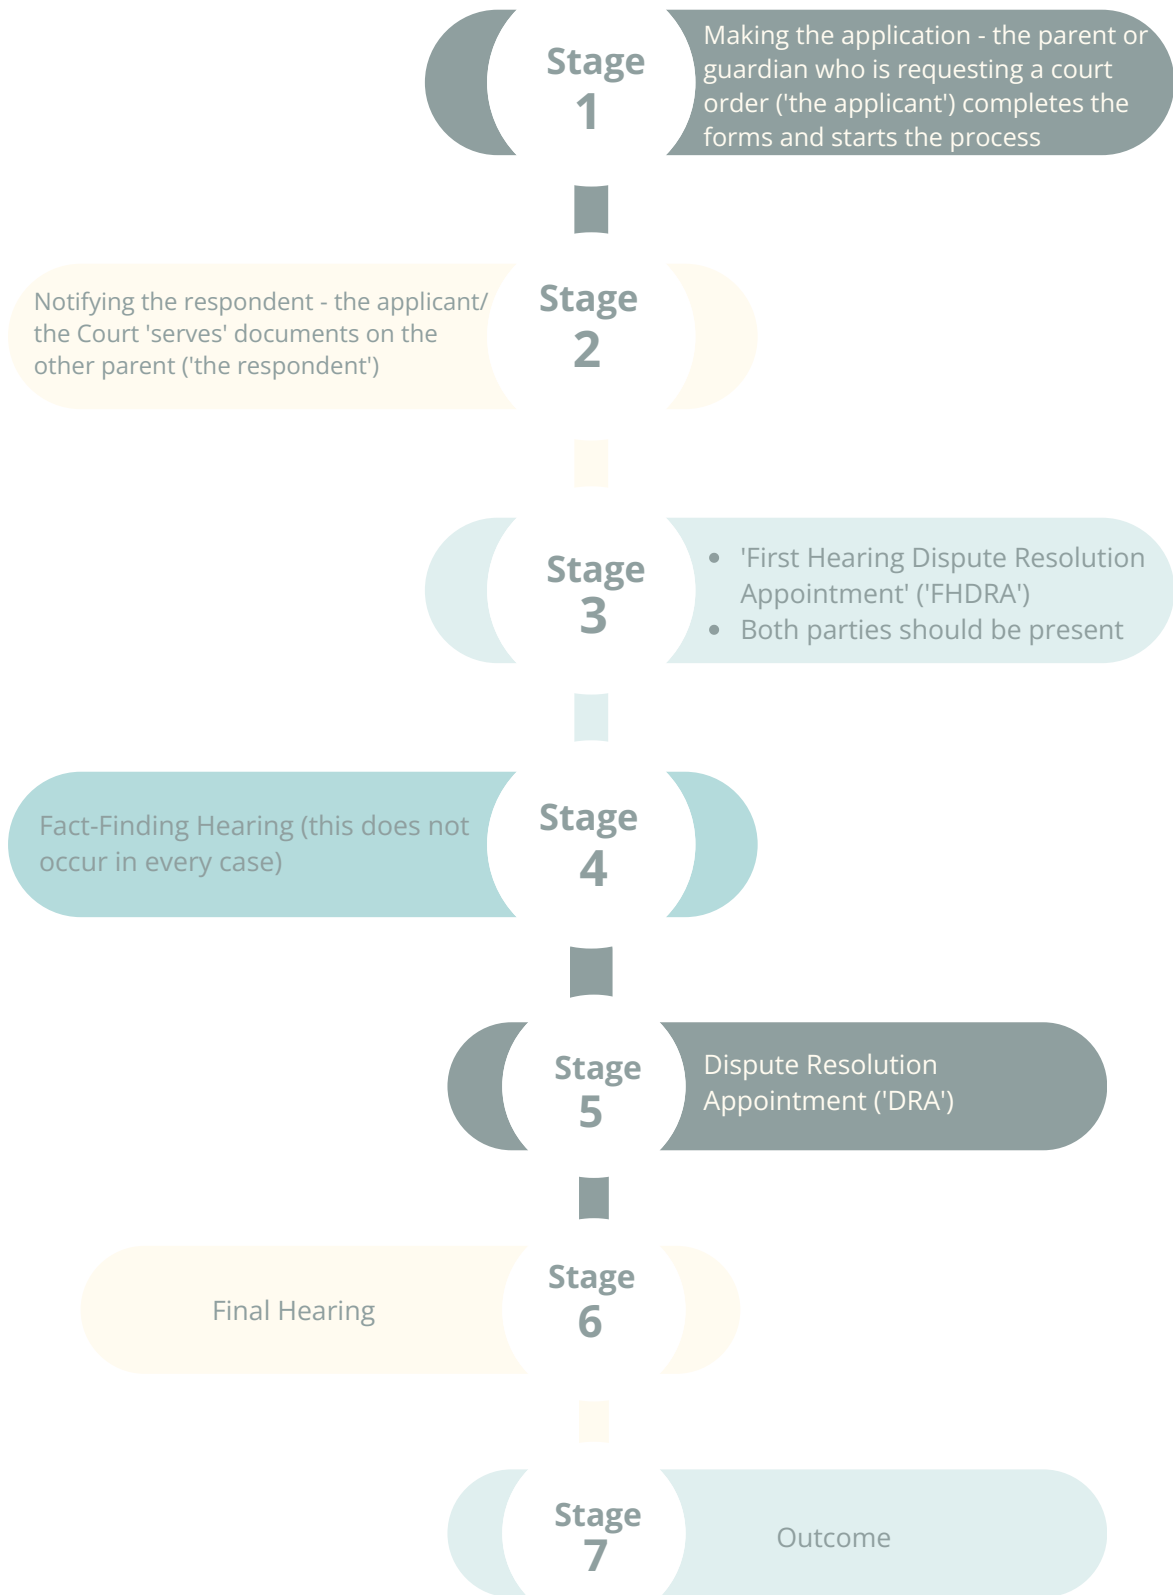 Stage
1
Making the application - the parent or
guardian who is requesting a court
order ('the applicant') completes the
forms and starts the process
Notifying the respondent - the applicant/
the Court 'serves' documents on the
other parent ('the respondent')
Stage
2
Stage
3
• 'First Hearing Dispute Resolution
Appointment' ('FHDRA')
• Both parties should be present
Fact-Finding Hearing (this does not
occur in every case)
Stage
4
Stage
5
Dispute Resolution
Appointment ('DRA')
Final Hearing
Stage
6
Stage
7
Outcome